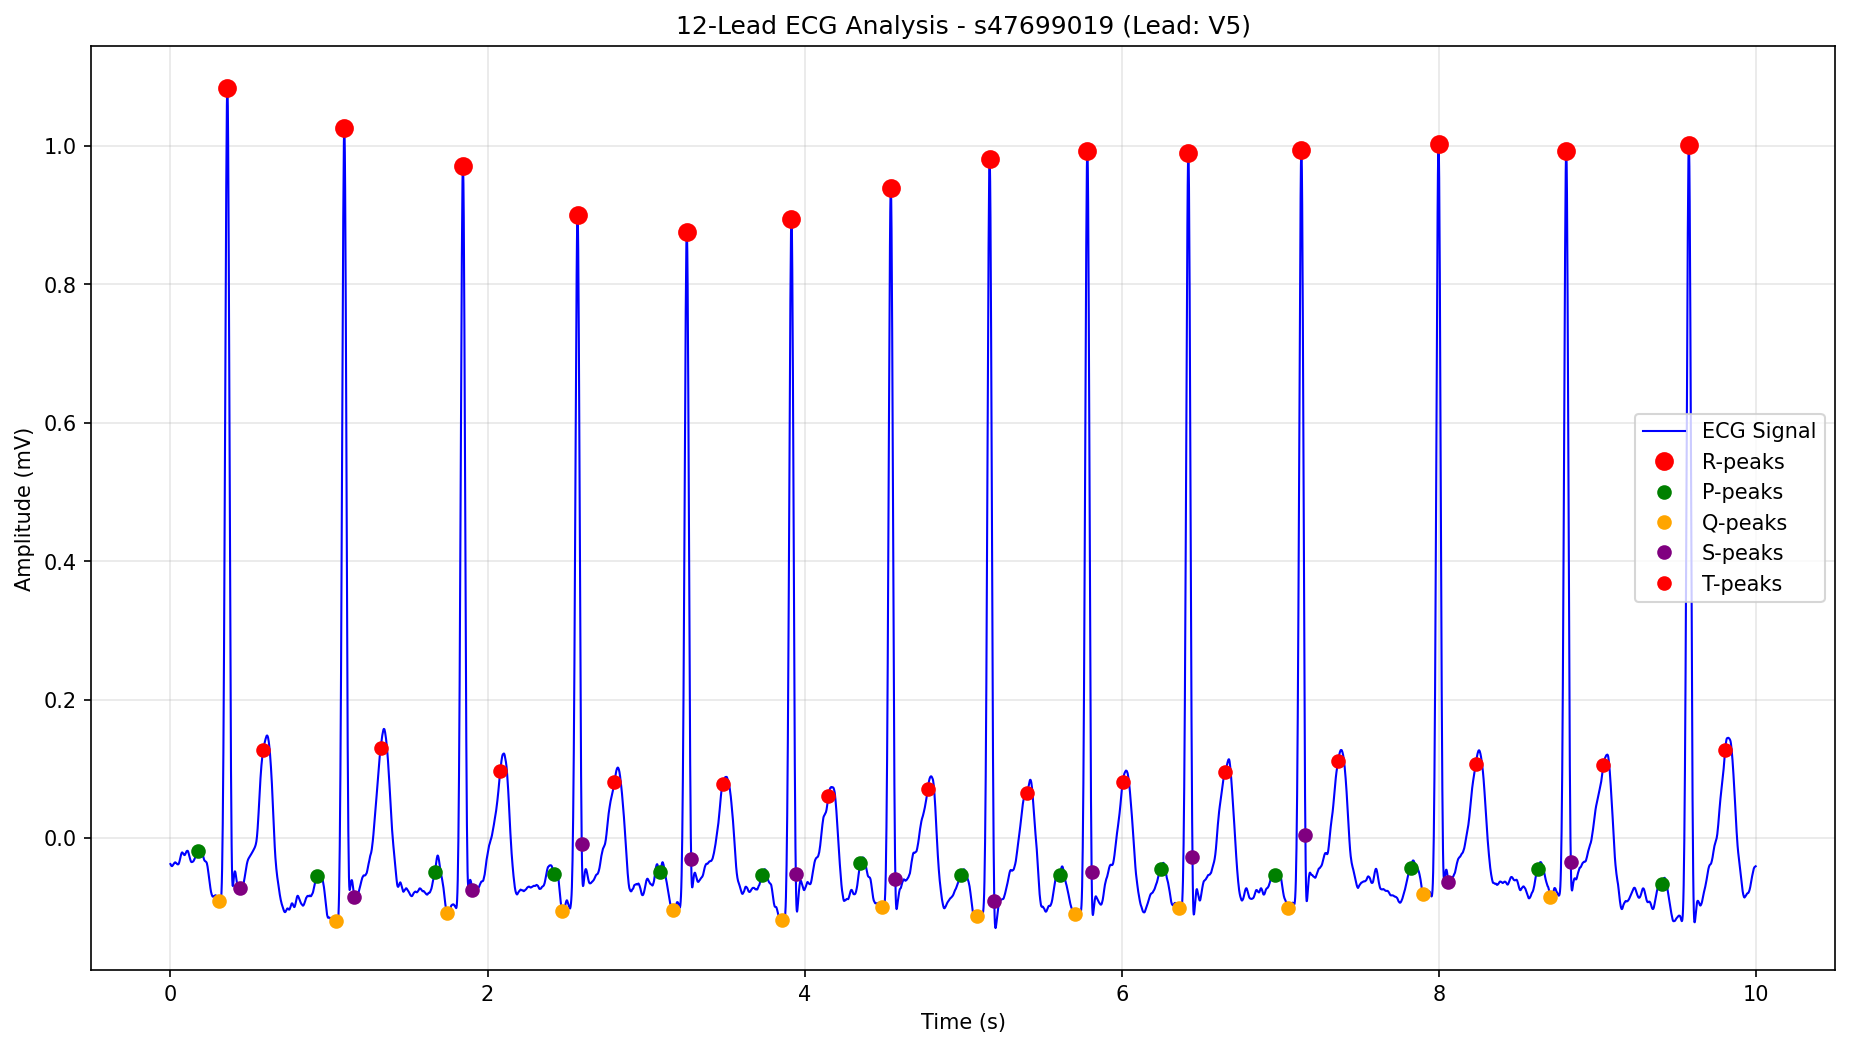 12-Lead ECG Analysis - s47699019 (Lead: V5)
Amplitude (mV)
1.0
0.8
0.6
0.4
0.2
0.0
ECG Signal
R-peaks
P-peaks
Q-peaks
S-peaks
T-peaks
0 2 4 6 8 10
Time (s)